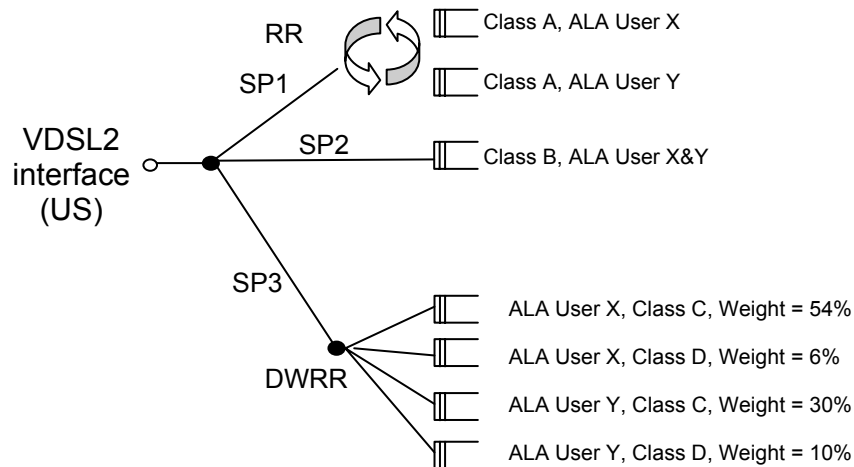 RR
Class A, ALA User X
Class A, ALA User Y
SP1
VDSL2
interface
(US)
SP2
Class B, ALA User X&Y
SP3
DWRR
ALA User X, Class C, Weight = 54%
ALA User X, Class D, Weight = 6%
ALA User Y, Class C, Weight = 30%
ALA User Y, Class D, Weight = 10%